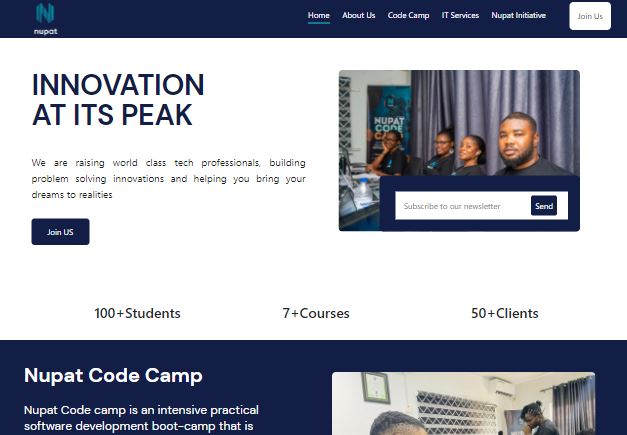 nupat
Home About Us Code Camp IT Services Nupat Initiative Join Us
INNOVATION
AT ITS PEAK
We are raising world class tech professionals, building
problem solving innovations and helping you bring your
dreams to realities
Join US
NUPAT
CODE
Subscribe to our newsletter Send
100+Students 7+Courses 50+Clients
Nupat Code Camp
Nupat Code camp is an intensive practical
software development boot-camp that is